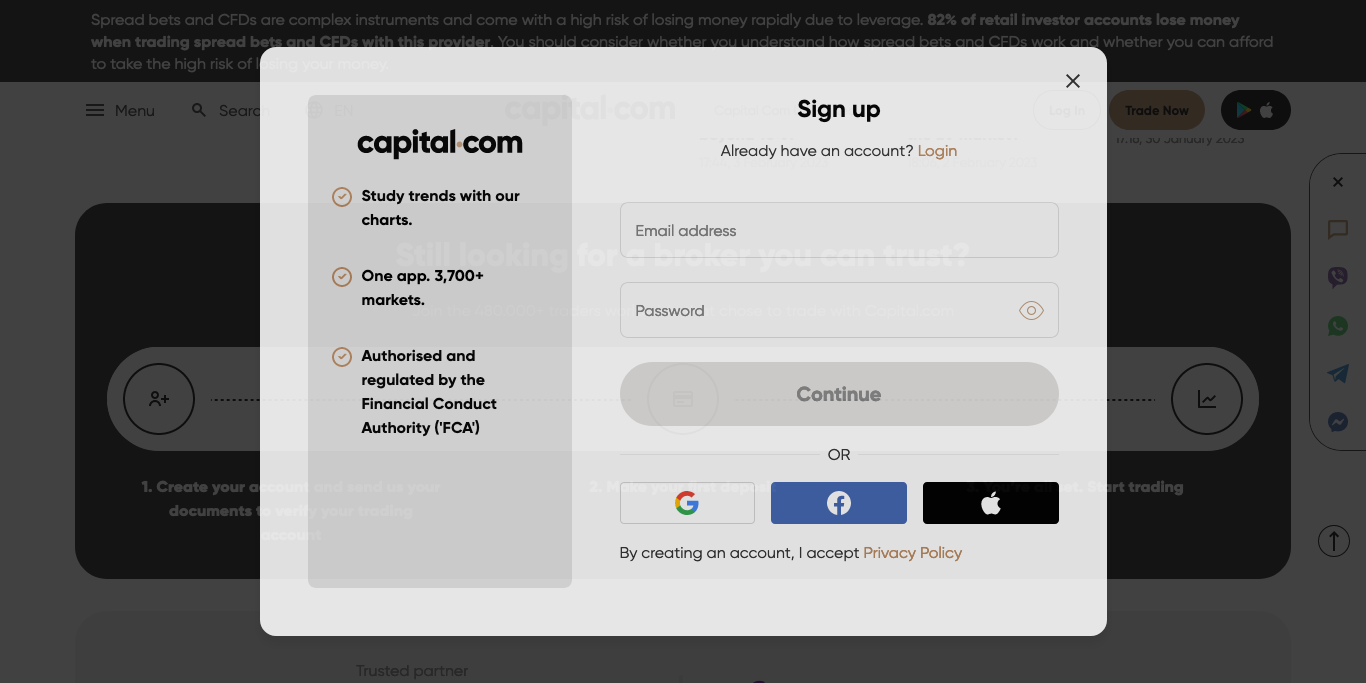 Spread bets and CFDs are complex instruments and come with a high risk of losing money rapidly due to leverage. 82% of retail investor accounts lose money
when trading spread bets and CFDs with this provider. You should consider whether you understand how spread bets and CFDs work and whether you can afford
to take the high risk of losing your money.
Menu
Search
EN
capital.com
Log In
Trade Now
17:18, 30 January 2023
capital.com
Study trends with our
charts.
One app. 3,700+
markets.
Authorised and
regulated by the
Financial Conduct
Authority ('FCA')
Sign up
Already have an account? Login
Email address
Password
Continue
OR
By creating an account, I accept Privacy Policy
Still looking for a broker you can trust?
1. Create your account and send us your
documents to verify your trading
account
2. Make your first deposit
Start trading
Trusted partner